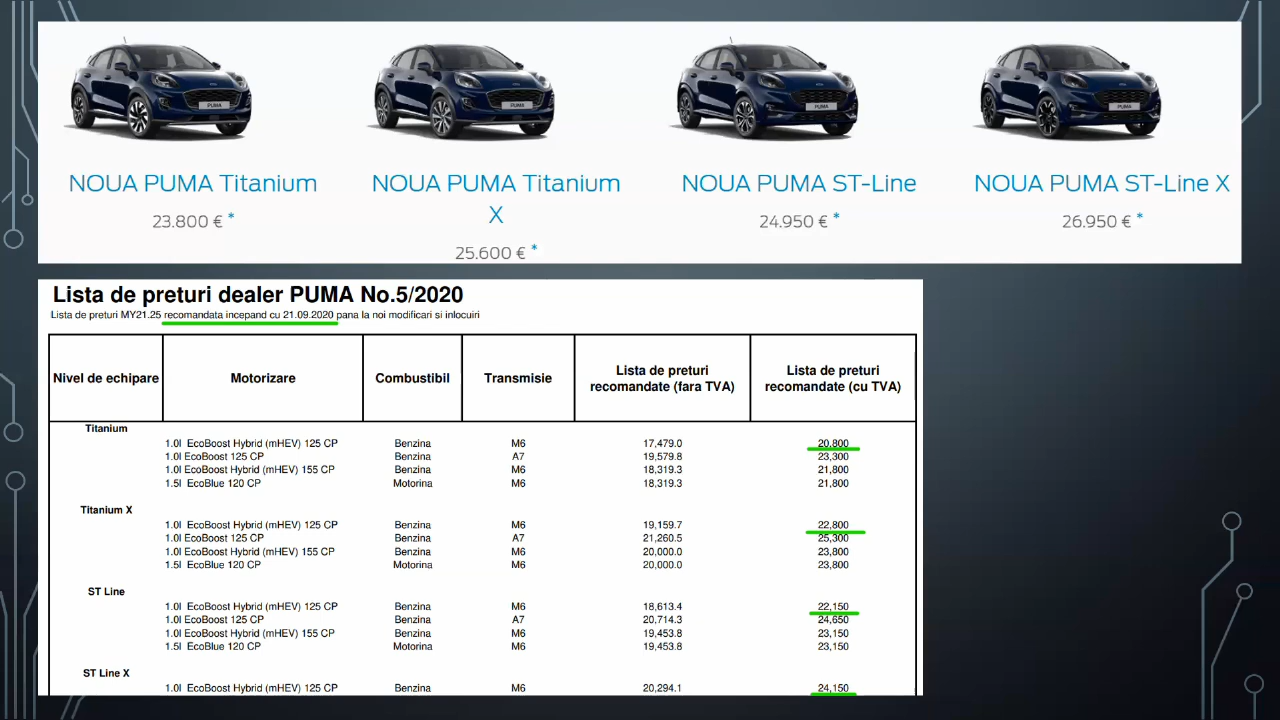 PUMA
PUMA
PUMA
PUMA
NOUA PUMA Titanium
23.800 € *
NOUA PUMA Titanium
X
25.600 € *
NOUA PUMA ST-Line
24.950 € *
NOUA PUMA ST-Line X
26.950 € *
Lista de preturi dealer PUMA No.5/2020
Lista de preturi MY21.25 recomandata incepand cu 21.09.2020 pana la noi modificari si inlocuiri
Nivel de echipare Motorizare Combustibil Transmisie Lista de preturi recomandate (fara TVA) Lista de preturi recomandate (cu TVA)
Titanium
1.0l EcoBoost Hybrid (mHEV) 125 CP Benzina M6 17,479.0 20,800
1.0l EcoBoost 125 CP Benzina A7 19,579.8 23,300
1.0l EcoBoost Hybrid (mHEV) 155 CP Benzina M6 18,319.3 21,800
1.5l EcoBlue 120 CP Motorina M6 18,319.3 21,800
Titanium X
1.0l EcoBoost Hybrid (mHEV) 125 CP Benzina M6 19,159.7 22,800
1.0l EcoBoost 125 CP Benzina A7 21,260.5 25,300
1.0l EcoBoost Hybrid (mHEV) 155 CP Benzina M6 20,000.0 23,800
1.5l EcoBlue 120 CP Motorina M6 20,000.0 23,800
ST Line
1.0l EcoBoost Hybrid (mHEV) 125 CP Benzina M6 18,613.4 22,150
1.0l EcoBoost 125 CP Benzina A7 20,714.3 24,650
1.0l EcoBoost Hybrid (mHEV) 155 CP Benzina M6 19,453.8 23,150
1.5l EcoBlue 120 CP Motorina M6 19,453.8 23,150
ST Line X
1.0l EcoBoost Hybrid (mHEV) 125 CP Benzina M6 20,294.1 24,150